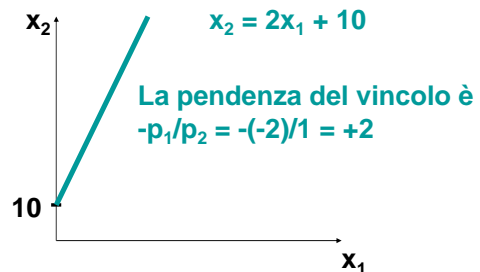 x₂
x₂ = 2x₁ + 10
La pendenza del vincolo è
-p₁/p₂ = -(-2)/1 = +2
10
x₁